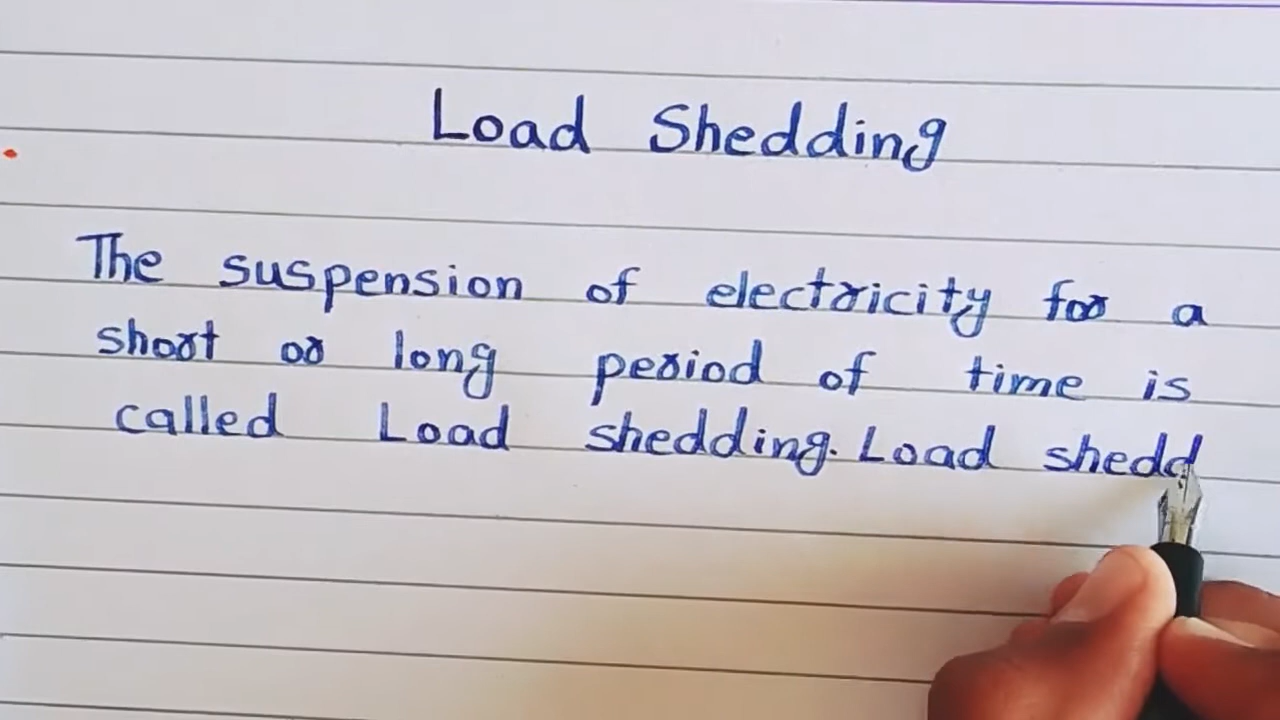 Load Shedding
The suspension of electricity for a
short or long period of time is
called Load shedding. Load shedd